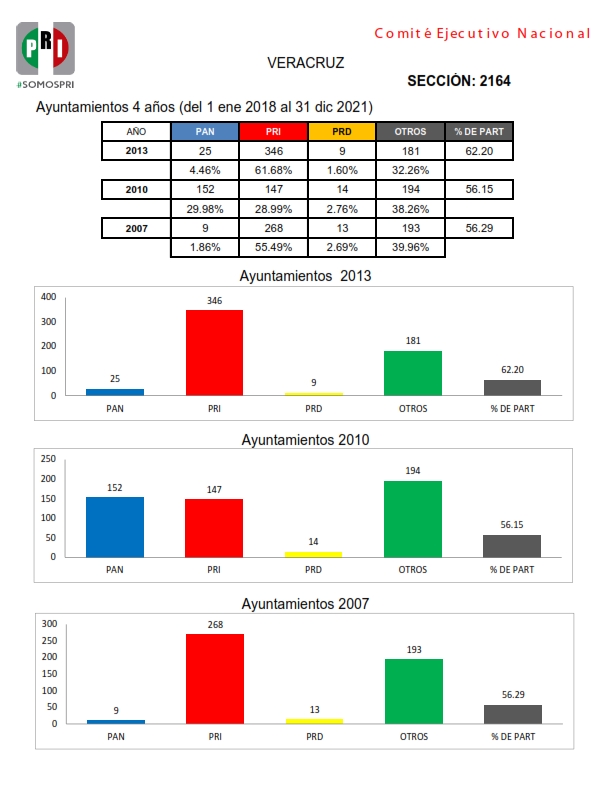 Comité Ejecutivo Nacional
PRI
#SOMOSPRI
VERACRUZ
SECCIÓN: 2164
Ayuntamientos 4 años (del 1 ene 2018 al 31 dic 2021)
AÑO PAN PRI PRD OTROS % DE PART
2013 25 346 9 181 62.20
4.46% 61.68% 1.60% 32.26%
2010 152 147 14 194 56.15
29.98% 28.99% 2.76% 38.26%
2007 9 268 13 193 56.29
1.86% 55.49% 2.69% 39.96%
Ayuntamientos 2013
400
300
200
100
0
25 346 9 181 62.20
PAN PRI PRD OTROS % DE PART
Ayuntamientos 2010
250
200
150
100
50
0
152 147 14 194 56.15
PAN PRI PRD OTROS % DE PART
Ayuntamientos 2007
300
250
200
150
100
50
0
9 268 13 193 56.29
PAN PRI PRD OTROS % DE PART